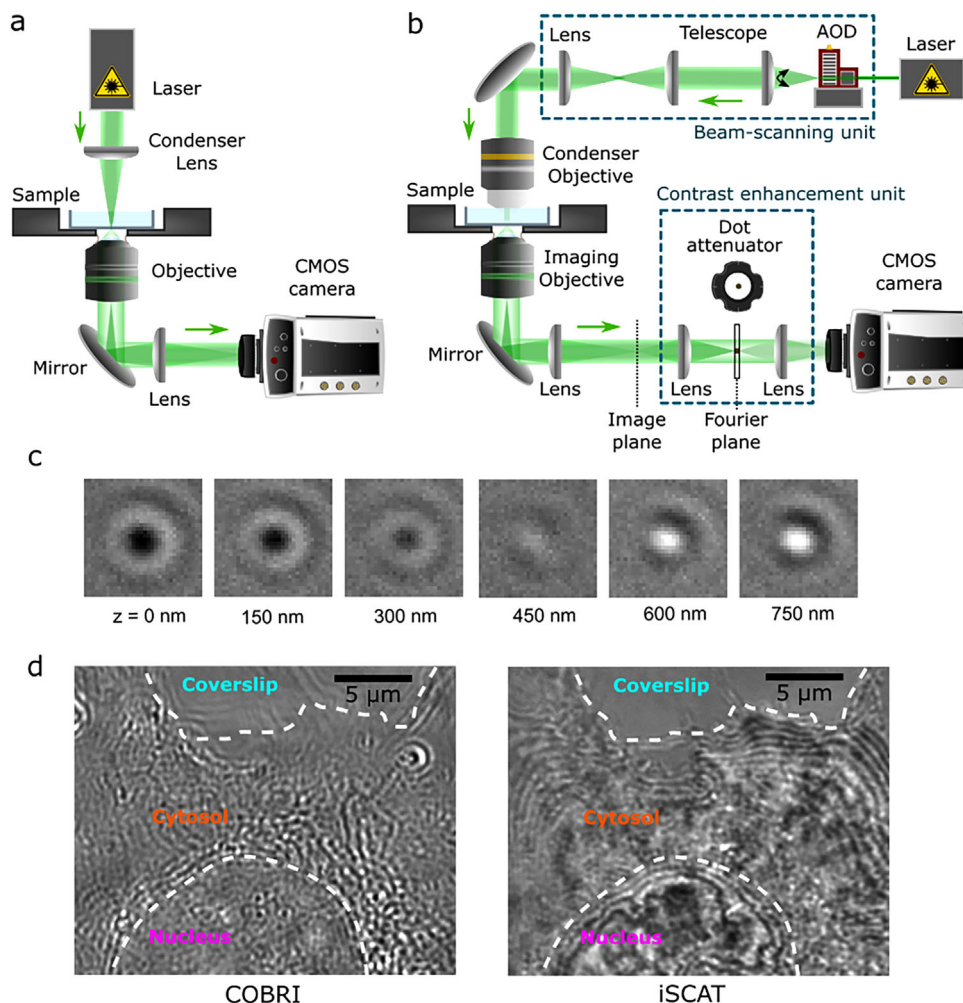 a
Laser
Condenser
Lens
Sample
Objective
CMOS
camera
Mirror
Lens
b
Lens
Telescope
AOD
Laser
Beam-scanning unit
Condenser
Objective
Sample
Contrast enhancement unit
Dot
attenuator
Imaging
Objective
CMOS
camera
Mirror
Lens
Lens
Lens
Image
plane
Fourier
plane
c
z = 0 nm
150 nm
300 nm
450 nm
600 nm
750 nm
d
Coverslip
5 µm
Cytosol
Nucleus
COBRI
Coverslip
5 µm
Cytosol
Nucleus
iSCAT